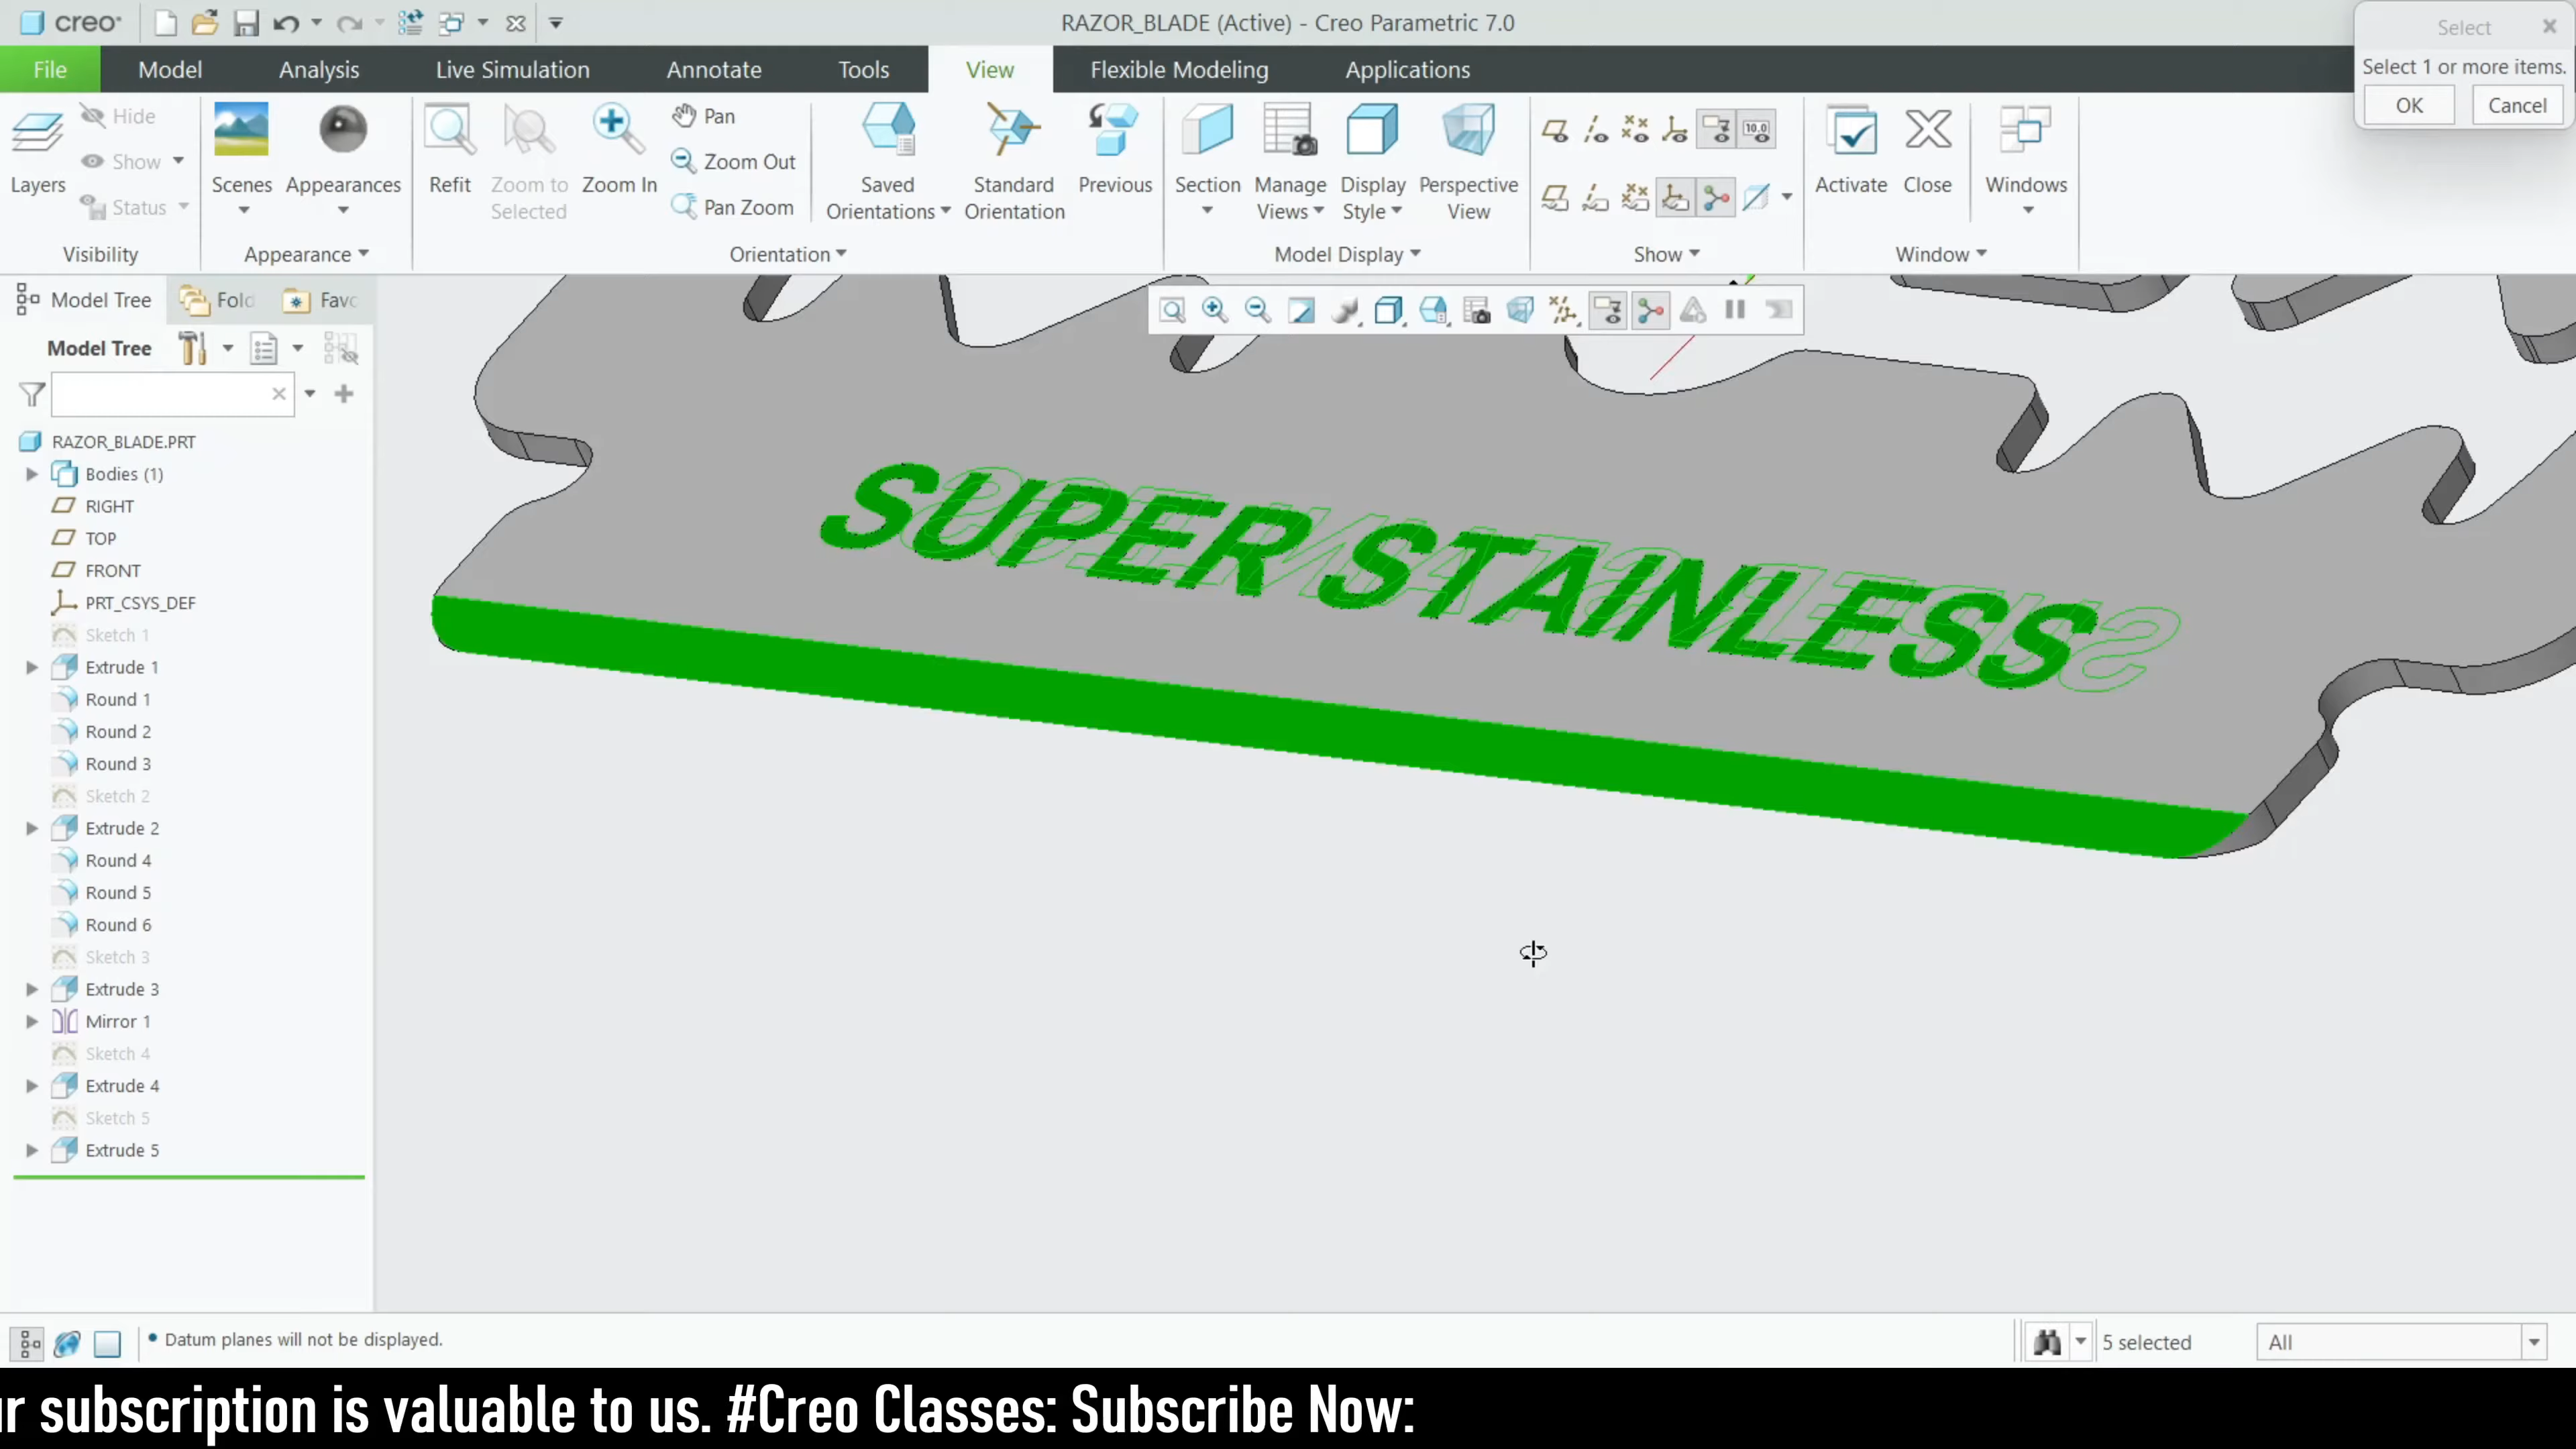 creo
RAZOR_BLADE (Active) - Creo Parametric 7.0
Select
Select 1 or more items.
OK Cancel
File Model Analysis Live Simulation Annotate Tools View Flexible Modeling Applications
Layers
Hide
Show
Status
Visibility
Scenes
Appearances
Appearance
Refit
Zoom to Selected
Zoom In
Pan
Zoom Out
Pan Zoom
Saved Orientations
Standard Orientation
Previous
Orientation
Section
Manage Views
Display Style
Perspective View
Model Display
10.0
Show
Activate
Close
Windows
Window
Model Tree Fold Favc
Model Tree
RAZOR_BLADE.PRT
Bodies (1)
RIGHT
TOP
FRONT
PRT_CSYS_DEF
Sketch 1
Extrude 1
Round 1
Round 2
Round 3
Sketch 2
Extrude 2
Round 4
Round 5
Round 6
Sketch 3
Extrude 3
Mirror 1
Sketch 4
Extrude 4
Sketch 5
Extrude 5
SUPER STAINLESS
Datum planes will not be displayed.
5 selected
All
ur subscription is valuable to us. #Creo Classes: Subscribe Now: